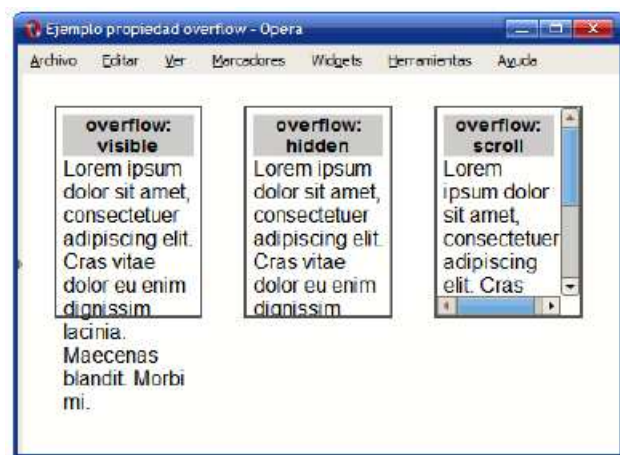 Ejemplo propiedad overflow - Opera
Archivo Editar Ver Marcadores Widgets Herramientas Ayuda
overflow:
visible
Lorem ipsum
dolor sit amet,
consectetuer
adipiscing elit.
Cras vitae
dolor eu enim
dignissim
lacinia.
Maecenas
blandit. Morbi
mi.
overflow:
hidden
Lorem ipsum
dolor sit amet,
consectetuer
adipiscing elit.
Cras vitae
dolor eu enim
dignissim
overflow:
scroll
Lorem
ipsum dolor
sit amet,
consectetuer
adipiscing
elit. Cras